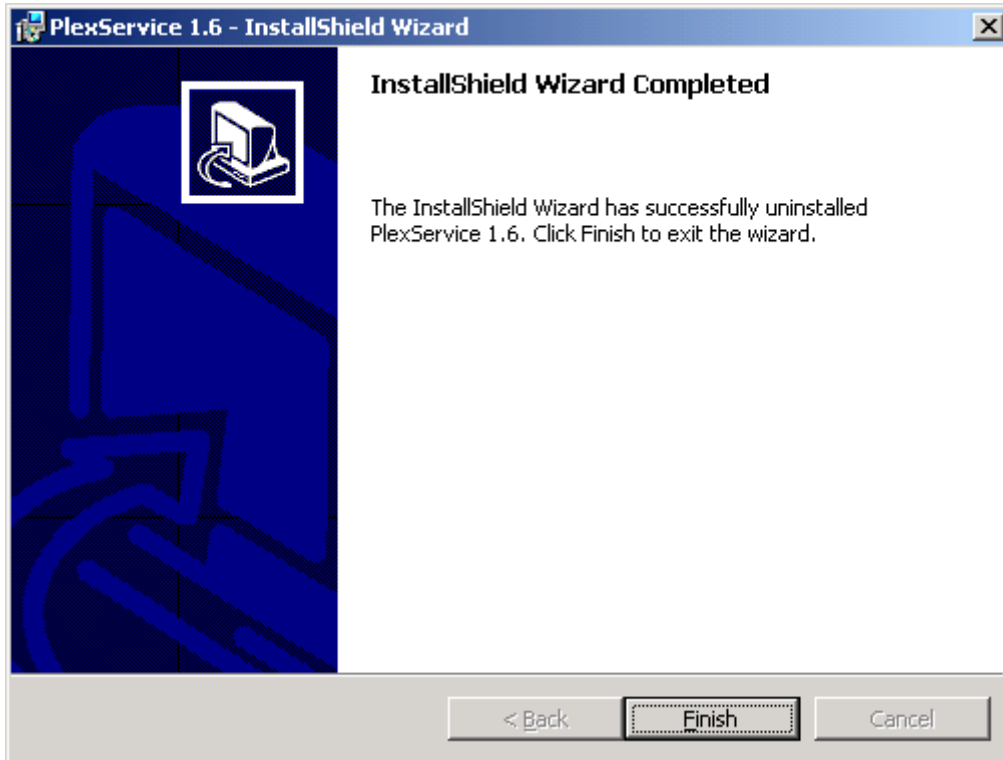 PlexService 1.6 - InstallShield Wizard
InstallShield Wizard Completed
The InstallShield Wizard has successfully uninstalled
PlexService 1.6. Click Finish to exit the wizard.
< Back
Finish
Cancel